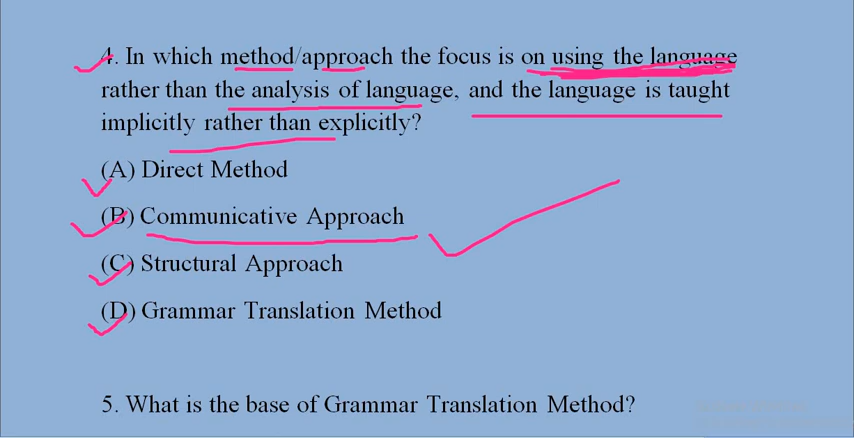 4. In which method/approach the focus is on using the language
rather than the analysis of language, and the language is taught
implicitly rather than explicitly?
(A) Direct Method
(B) Communicative Approach
(C) Structural Approach
(D) Grammar Translation Method
5. What is the base of Grammar Translation Method?